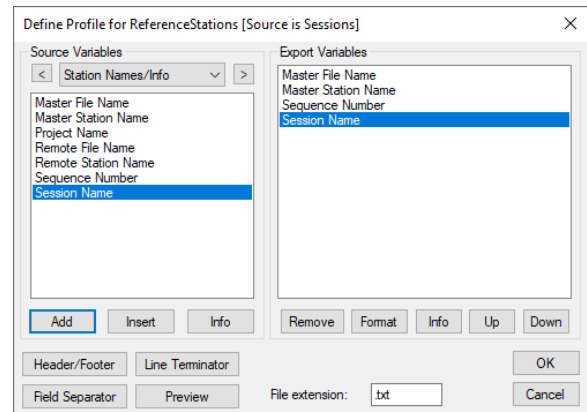 Define Profile for ReferenceStations [Source is Sessions]
Source Variables
< Station Names/Info >
Master File Name
Master Station Name
Project Name
Remote File Name
Remote Station Name
Sequence Number
Session Name
Add Insert Info
Export Variables
Master File Name
Master Station Name
Sequence Number
Session Name
Remove Format Info Up Down
Header/Footer Line Terminator
Field Separator Preview
File extension: .txt
OK
Cancel